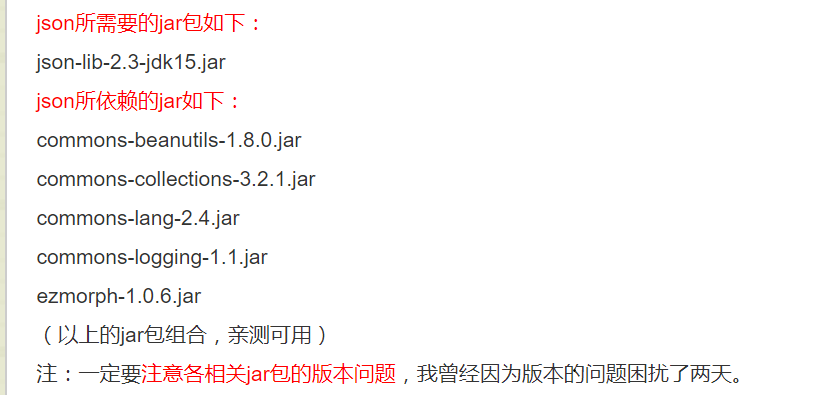 json所需要的jar包如下：
json-lib-2.3-jdk15.jar
json所依赖的jar如下：
commons-beanutils-1.8.0.jar
commons-collections-3.2.1.jar
commons-lang-2.4.jar
commons-logging-1.1.jar
ezmorph-1.0.6.jar
（以上的jar包组合，亲测可用）
注：一定要注意各相关jar包的版本问题，我曾经因为版本的问题困扰了两天。